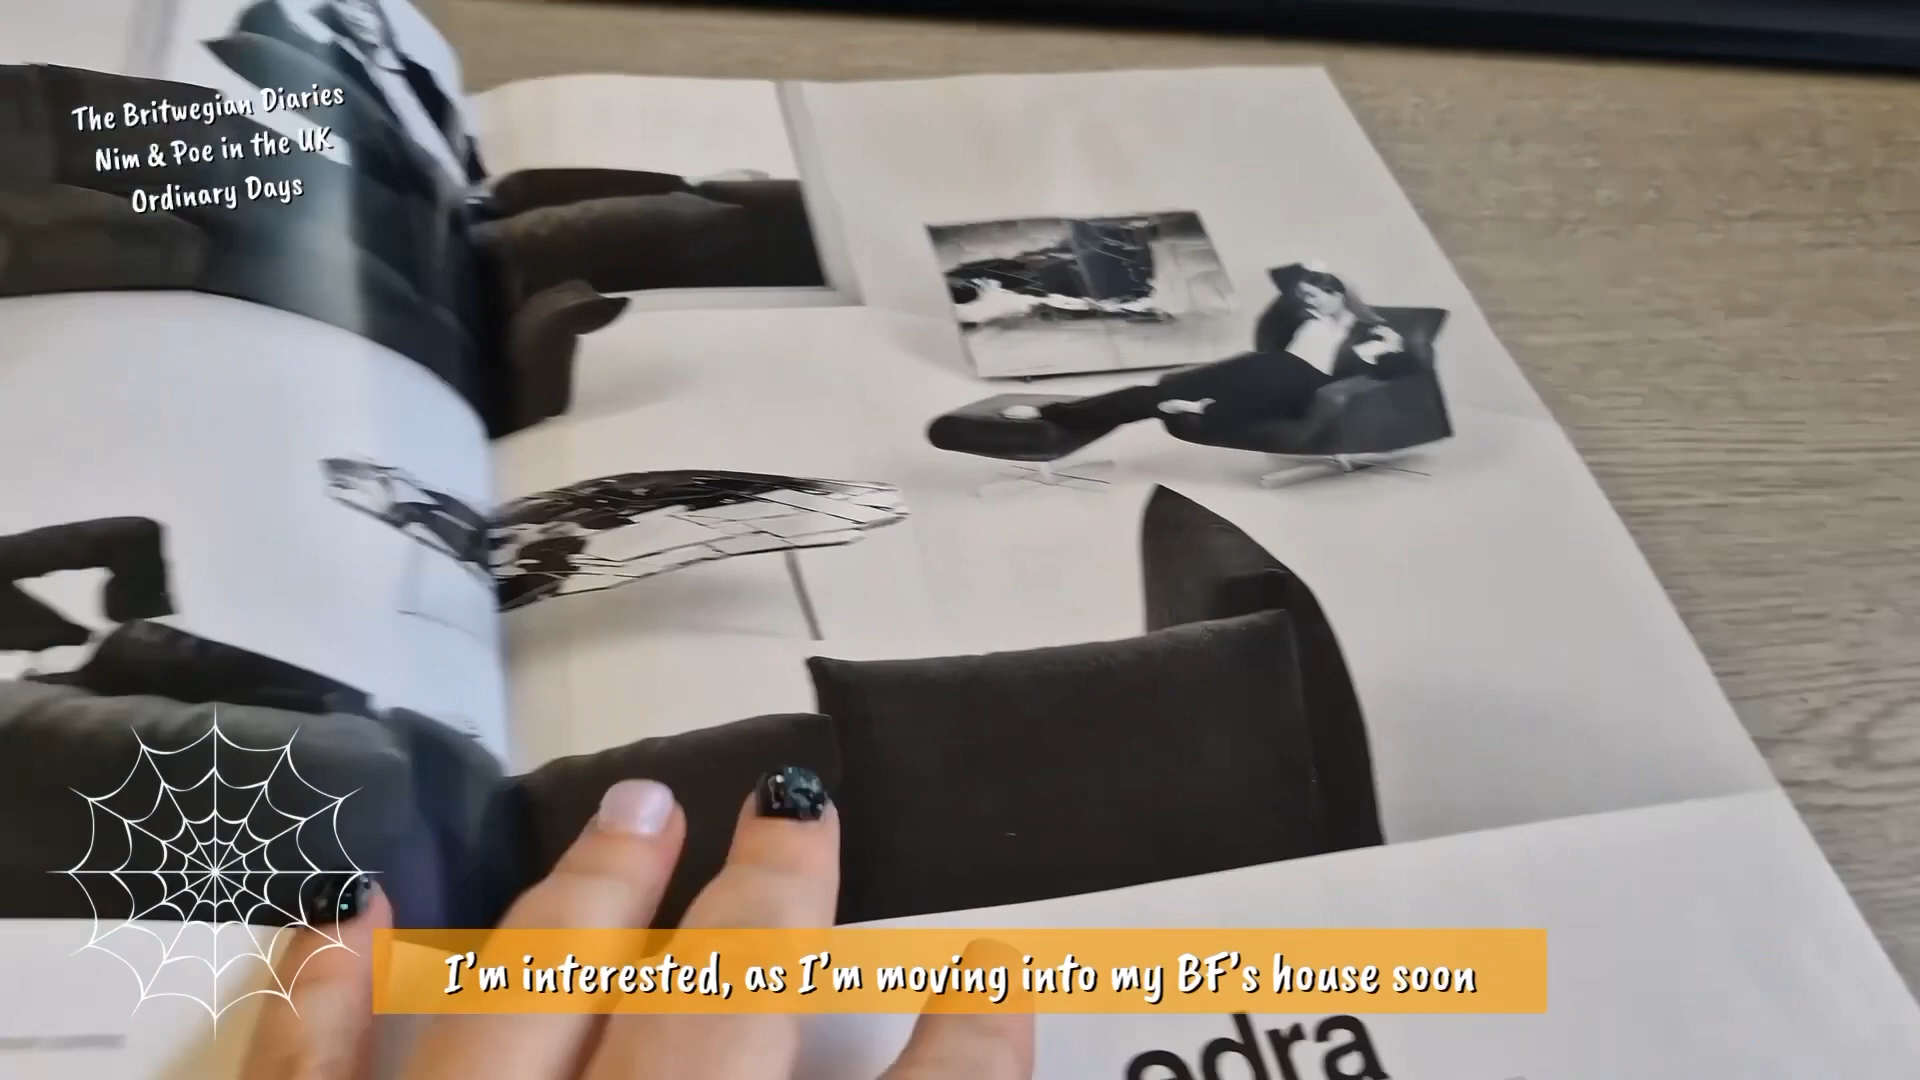 The Britwegian Diaries
Nim & Poe in the UK
Ordinary Days
I'm interested, as I'm moving into my BF's house soon
edra